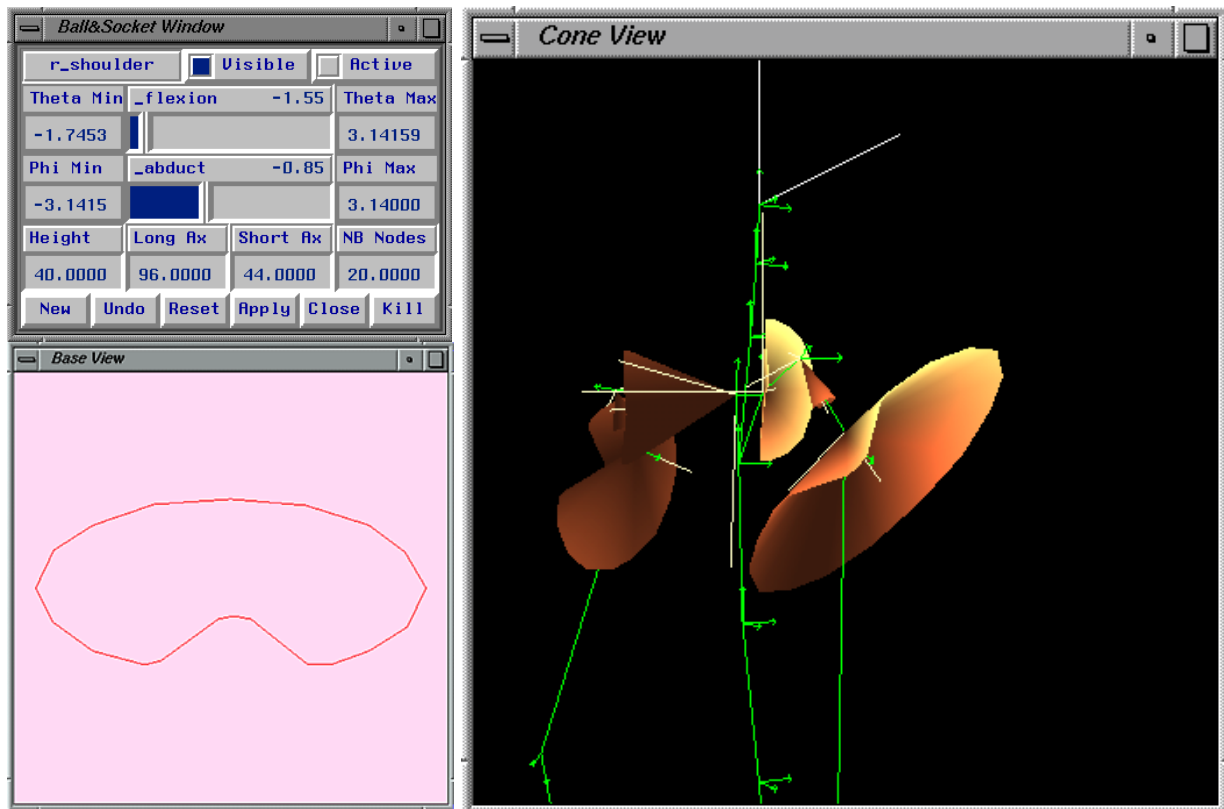 Ball&Socket Window
r_shoulder Visible Active
Theta Min _flexion -1.55 Theta Max
-1.7453 3.14159
Phi Min _abduct -0.85 Phi Max
-3.1415 3.14000
Height Long Ax Short Ax NB Nodes
40.0000 96.0000 44.0000 20.0000
New Undo Reset Apply Close Kill
Base View
Cone View